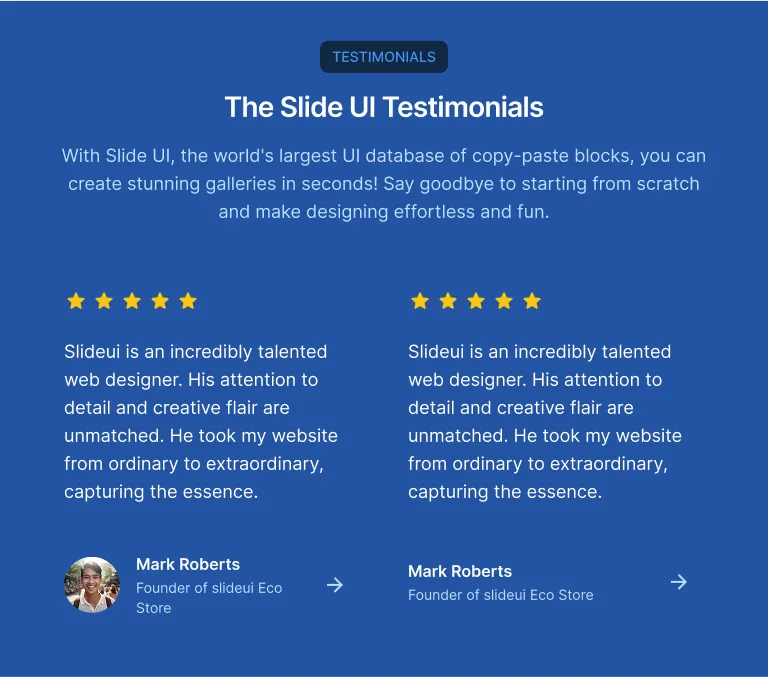 TESTIMONIALS
The Slide UI Testimonials
With Slide UI, the world's largest UI database of copy-paste blocks, you can
create stunning galleries in seconds! Say goodbye to starting from scratch
and make designing effortless and fun.
Slideui is an incredibly talented
web designer. His attention to
detail and creative flair are
unmatched. He took my website
from ordinary to extraordinary,
capturing the essence.
Mark Roberts
Founder of slideui Eco
Store
Slideui is an incredibly talented
web designer. His attention to
detail and creative flair are
unmatched. He took my website
from ordinary to extraordinary,
capturing the essence.
Mark Roberts
Founder of slideui Eco Store